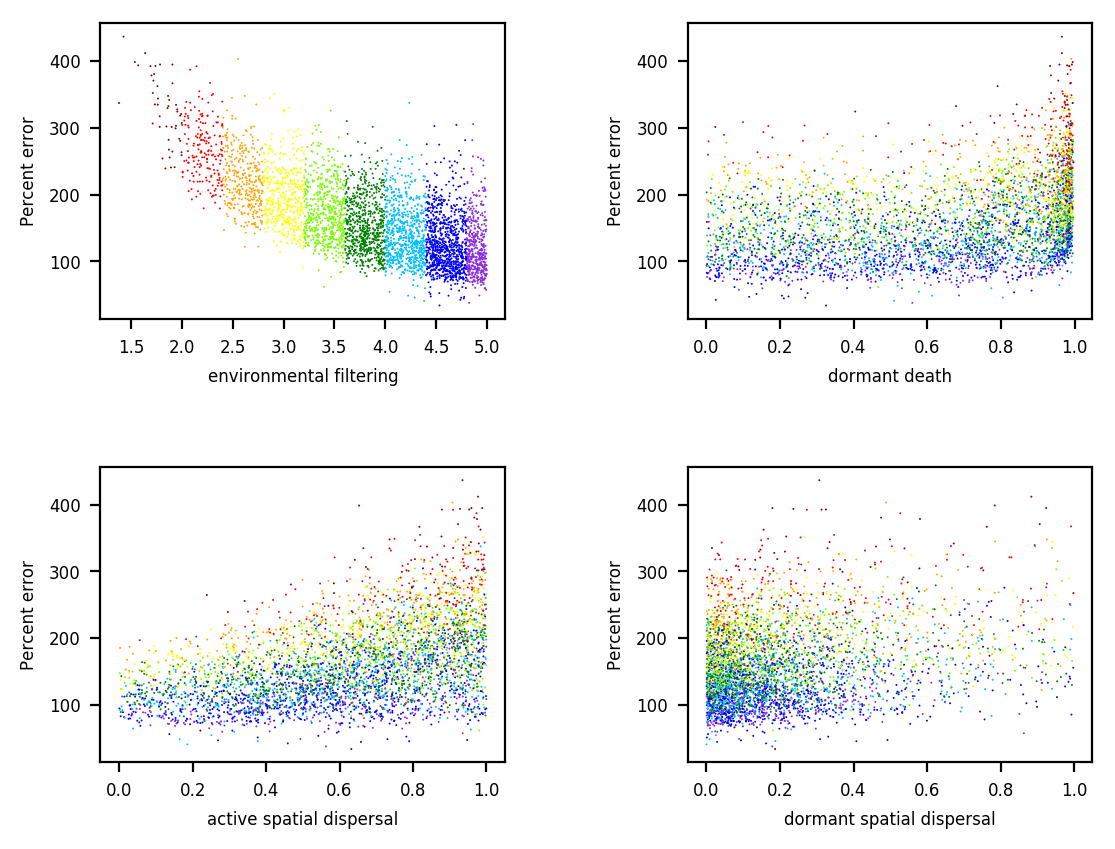 Percent error
400
300
200
100
1.5 2.0 2.5 3.0 3.5 4.0 4.5 5.0
environmental filtering
Percent error
400
300
200
100
0.0 0.2 0.4 0.6 0.8 1.0
dormant death
Percent error
400
300
200
100
0.0 0.2 0.4 0.6 0.8 1.0
active spatial dispersal
Percent error
400
300
200
100
0.0 0.2 0.4 0.6 0.8 1.0
dormant spatial dispersal